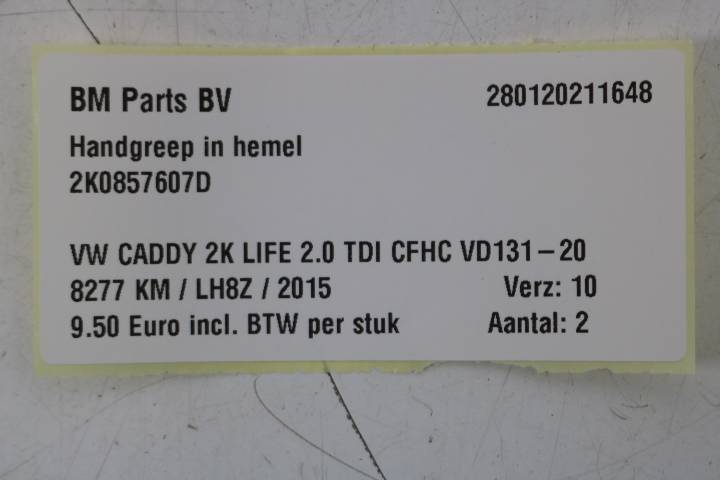 BM Parts BV 280120211648
Handgreep in hemel
2K0857607D
VW CADDY 2K LIFE 2.0 TDI CFHC VD131-20
8277 KM / LH8Z / 2015 Verz: 10
9.50 Euro incl. BTW per stuk Aantal: 2